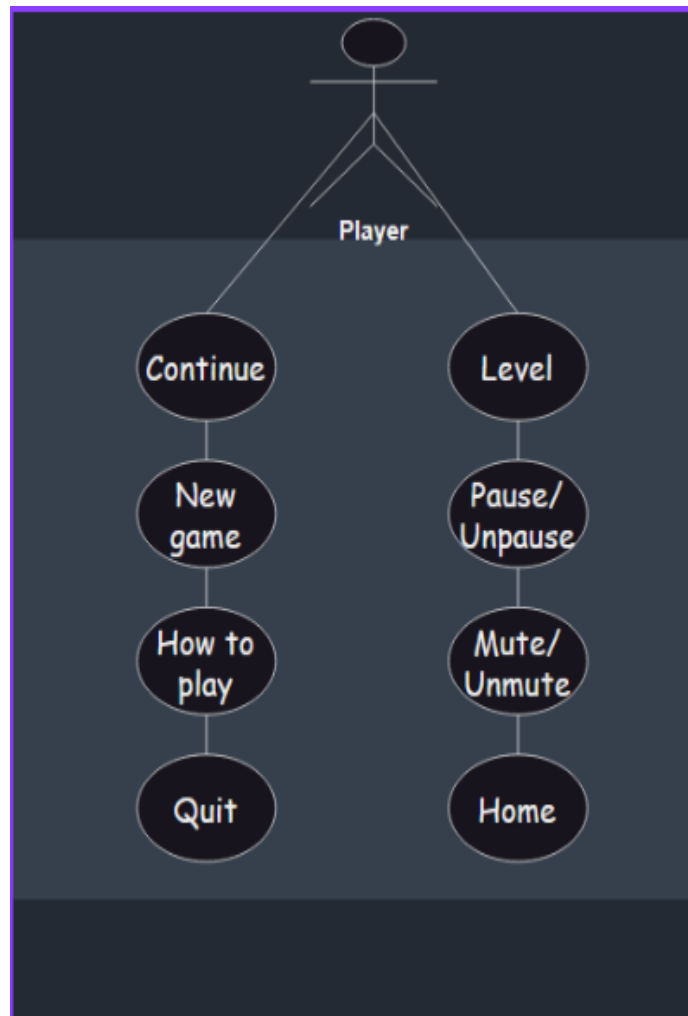 Player
Continue
New
game
How to
play
Quit
Level
Pause/
Unpause
Mute/
Unmute
Home